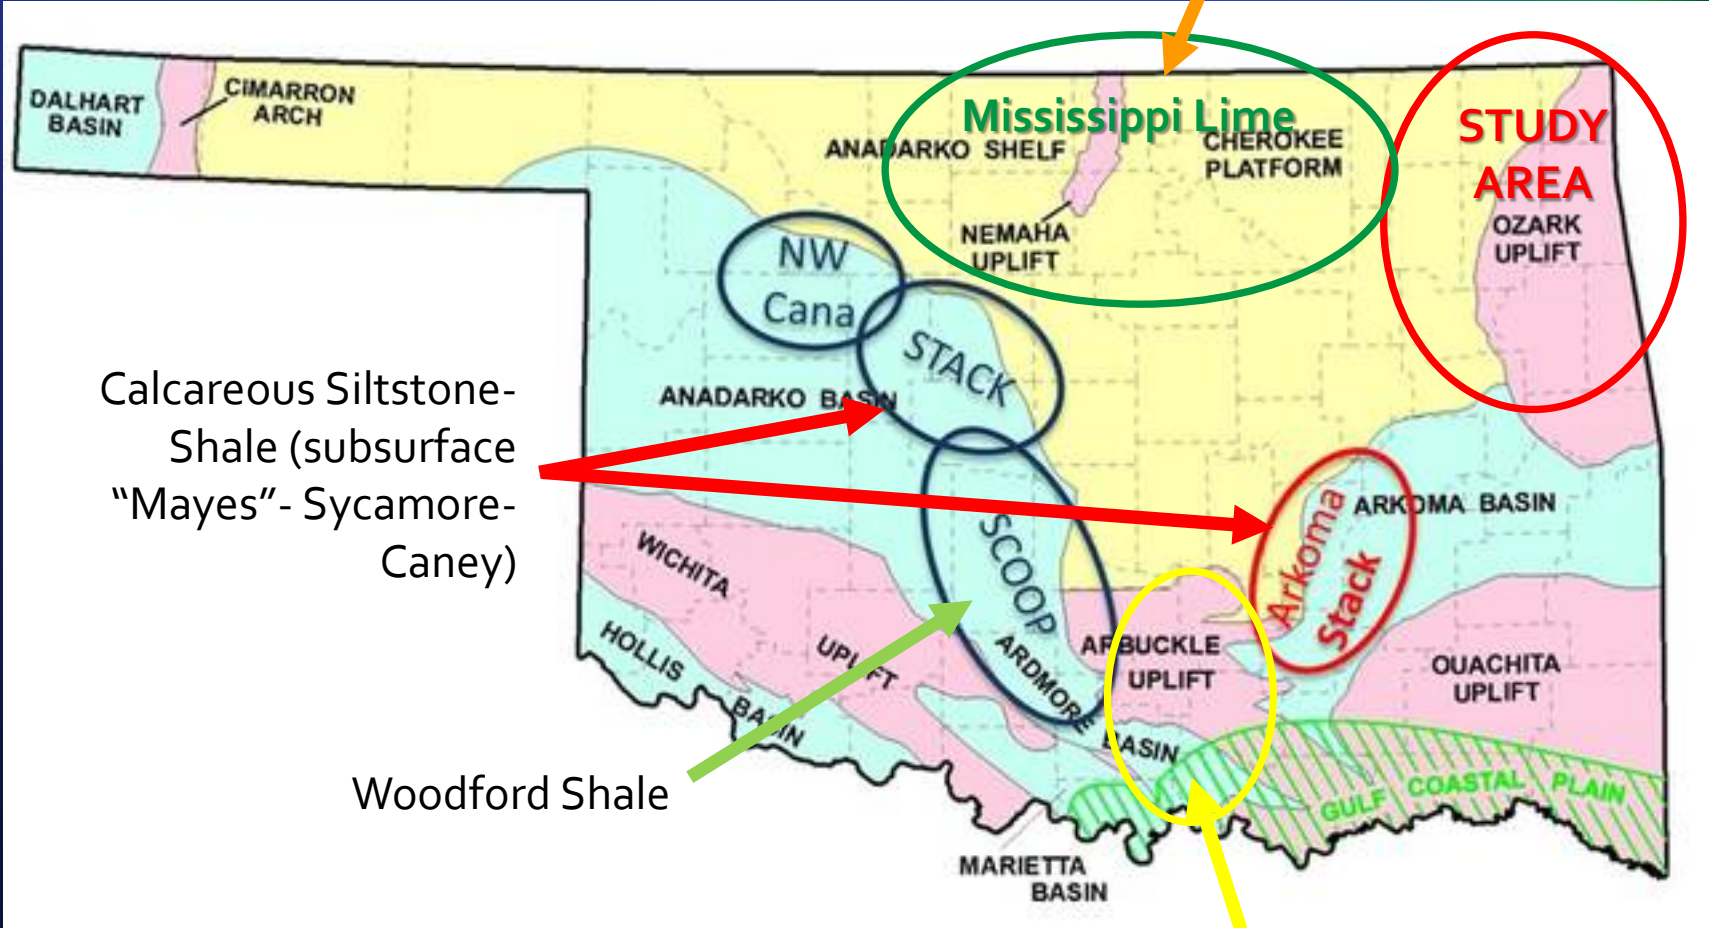 Mississippi Lime
STUDY
AREA
DALHART
BASIN
CIMARRON
ARCH
ANADARKO SHELF
CHEROKEE
PLATFORM
NEMAHA
UPLIFT
OZARK
UPLIFT
NW
Cana
STACK
ANADARKO BASIN
Calcareous Siltstone-
Shale (subsurface
“Mayes”- Sycamore-
Caney)
SCOOP
Arkoma
Stack
ARKOMA BASIN
WICHITA
UPLIFT
HOLLIS
BASIN
ARDMORE
BASIN
ARBUCKLE
UPLIFT
OUACHITA
UPLIFT
Woodford Shale
GULF COASTAL PLAIN
MARIETTA
BASIN